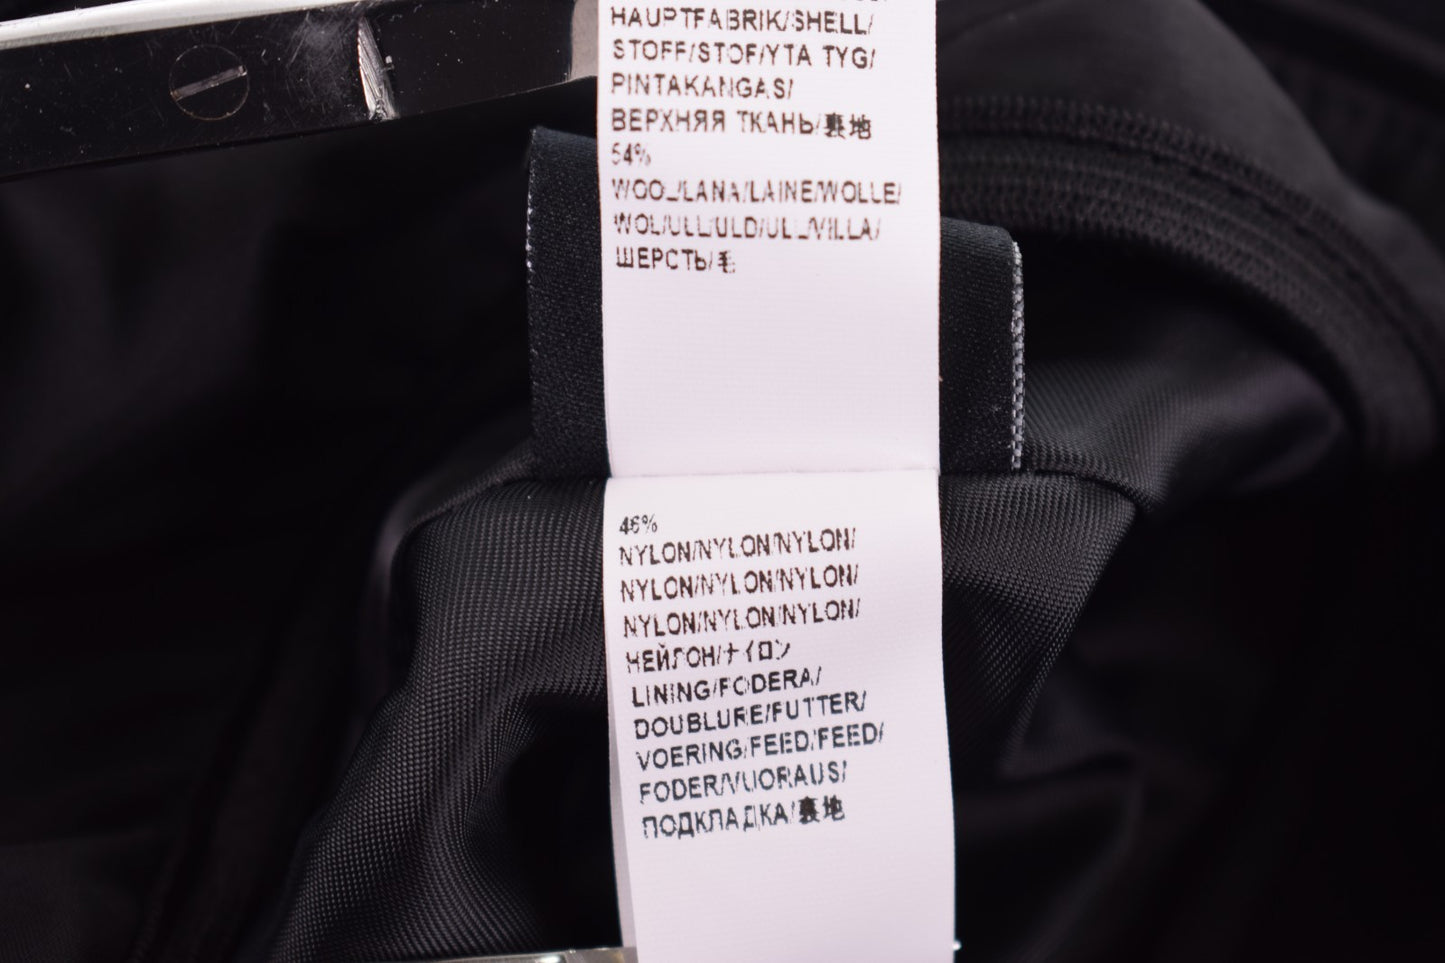 HAUPTFABRIK/SHELL/
STOFF/STOF/YTA TYG/
PINTAKANGAS/
ВЕРХНЯЯ ТКАНЬ/裏地
54%
WOOL/LANA/LAINE/WOLLE/
WOL/ULL/ULD/ULL/VILLA/
ШЕРСТЬ/毛
46%
NYLON/NYLON/NYLON/
NYLON/NYLON/NYLON/
NYLON/NYLON/NYLON/
НЕЙЛОН/ナイロン
LINING/FODERA/
DOUBLURE/FUTTER/
VOERING/FEED/FEED/
FODER/VUORAUS/
ПОДКЛАДКА/裏地